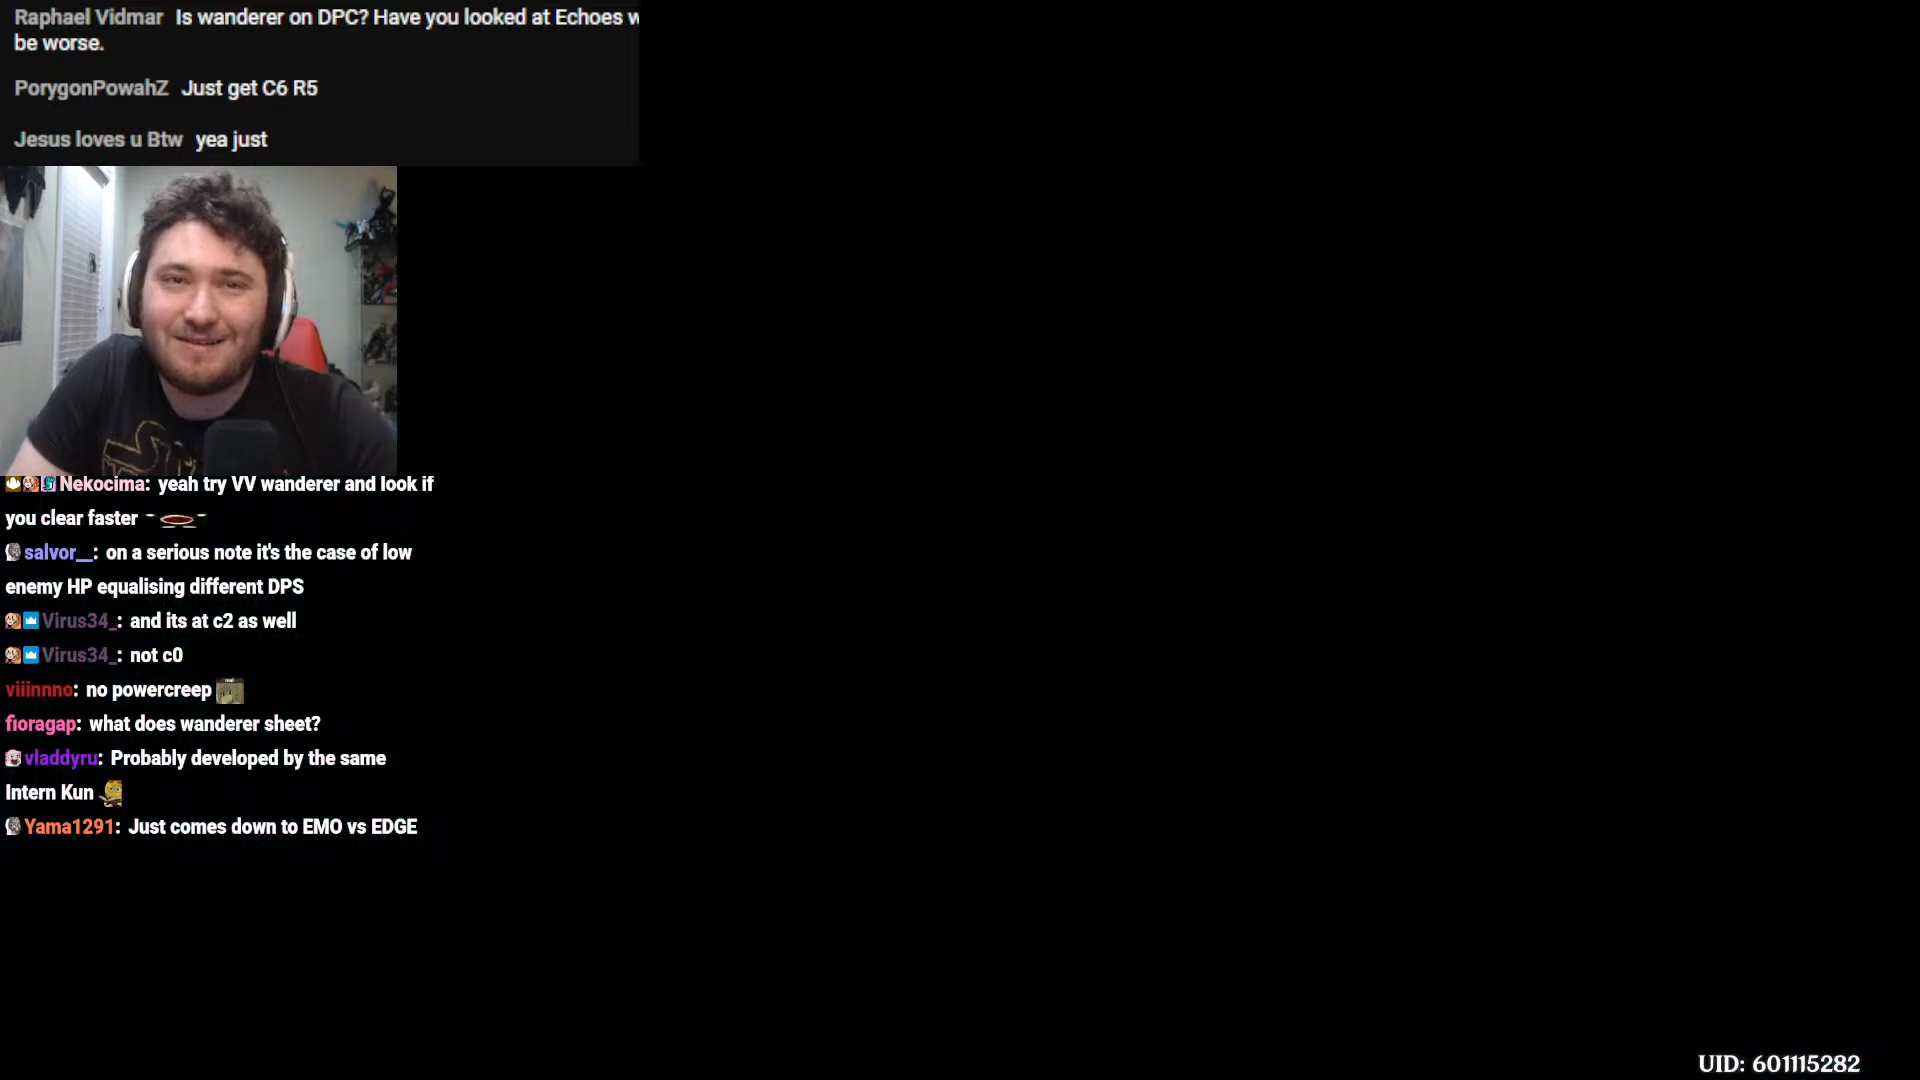 Raphael Vidmar Is wanderer on DPC? Have you looked at Echoes w
be worse.
PorygonPowahZ Just get C6 R5
Jesus loves u Btw yea just
Nekocima: yeah try VV wanderer and look if
you clear faster
salvor__: on a serious note it's the case of low
enemy HP equalising different DPS
Virus34_: and its at c2 as well
Virus34_: not c0
viiinnno: no powercreep
fioragap: what does wanderer sheet?
vladdyru: Probably developed by the same
Intern Kun
Yama1291: Just comes down to EMO vs EDGE
UID: 601115282